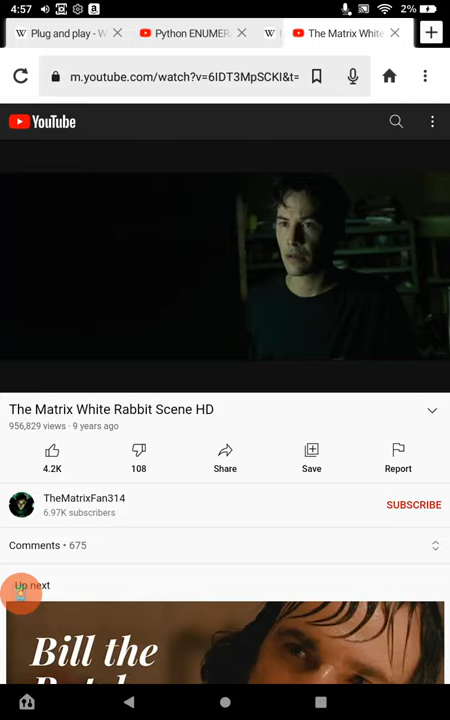 4:57 2%
Plug and play - W Python ENUMER The Matrix White
m.youtube.com/watch?v=6IDT3MpSCKI&t=
YouTube
The Matrix White Rabbit Scene HD
956,829 views · 9 years ago
4.2K 108 Share Save Report
TheMatrixFan314
6.97K subscribers
SUBSCRIBE
Comments • 675
Up next
Bill the